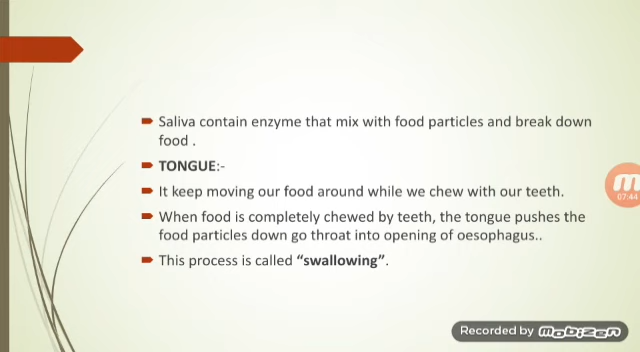 Saliva contain enzyme that mix with food particles and break down
food .
TONGUE:-
It keep moving our food around while we chew with our teeth.
When food is completely chewed by teeth, the tongue pushes the
food particles down go throat into opening of oesophagus..
This process is called “swallowing”.
07:44
Recorded by mobizen